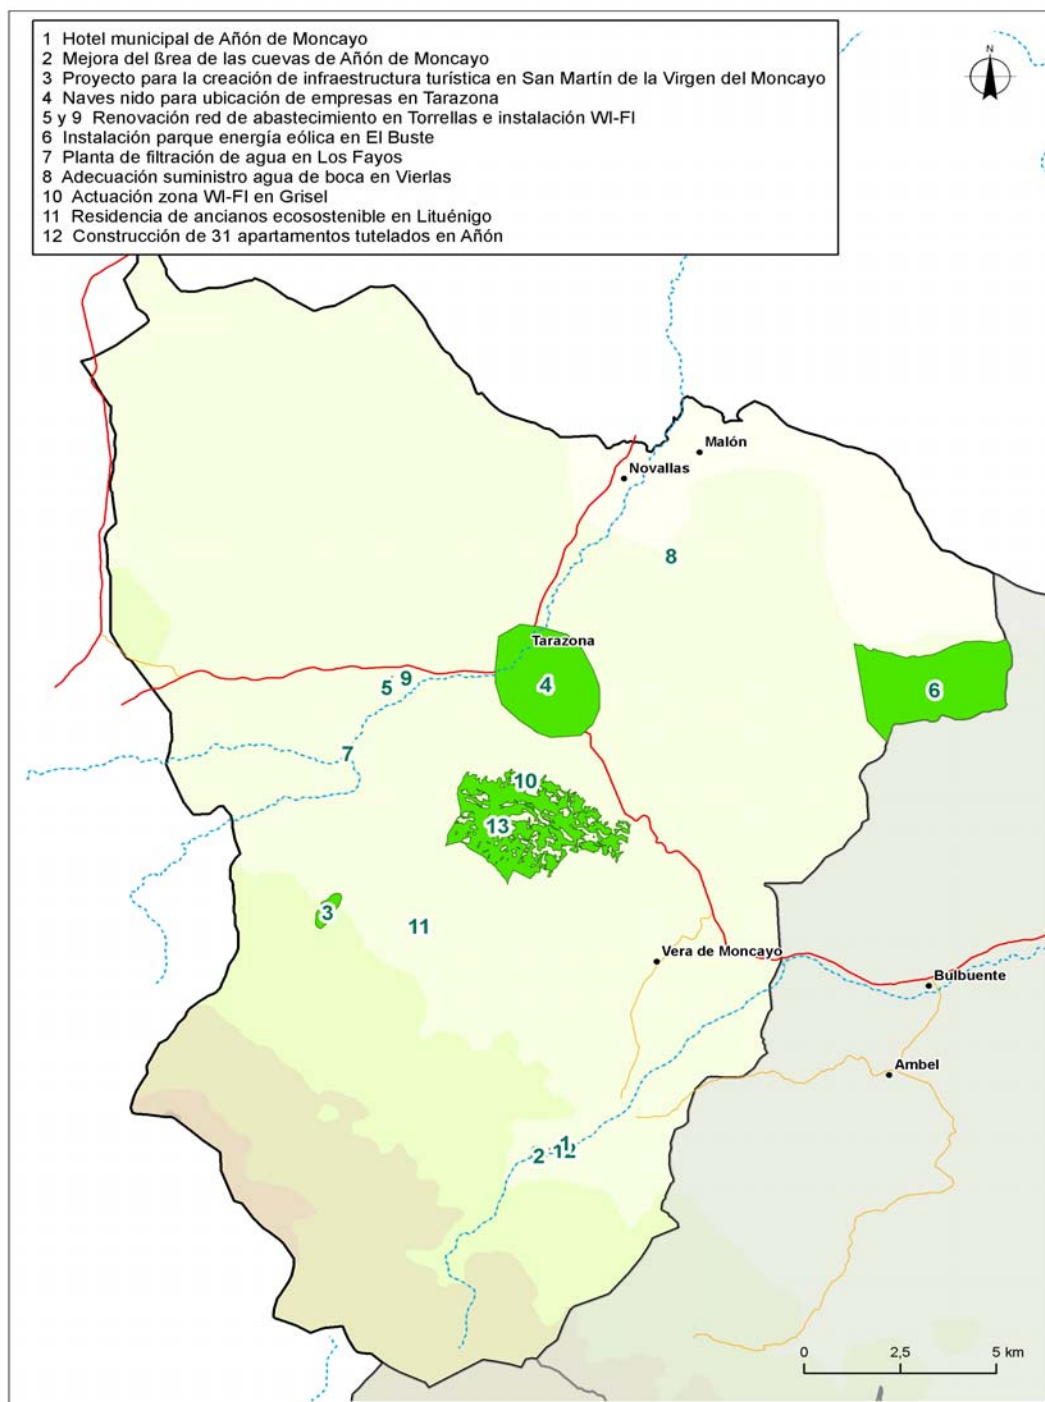 1 Hotel municipal de Añón de Moncayo
2 Mejora del ßrea de las cuevas de Añón de Moncayo
3 Proyecto para la creación de infraestructura turística en San Martín de la Virgen del Moncayo
4 Naves nido para ubicación de empresas en Tarazona
5 y 9 Renovación red de abastecimiento en Torrellas e instalación WI-FI
6 Instalación parque energía eólica en El Buste
7 Planta de filtración de agua en Los Fayos
8 Adecuación suministro agua de boca en Vierlas
10 Actuación zona WI-FI en Grisel
11 Residencia de ancianos ecosostenible en Lituénigo
12 Construcción de 31 apartamentos tutelados en Añón
N
Malón
Novallas
8
Tarazona
4
5
9
6
7
10
13
3
11
Vera de Moncayo
Bulbuente
Ambel
1
2
12
0 2,5 5 km